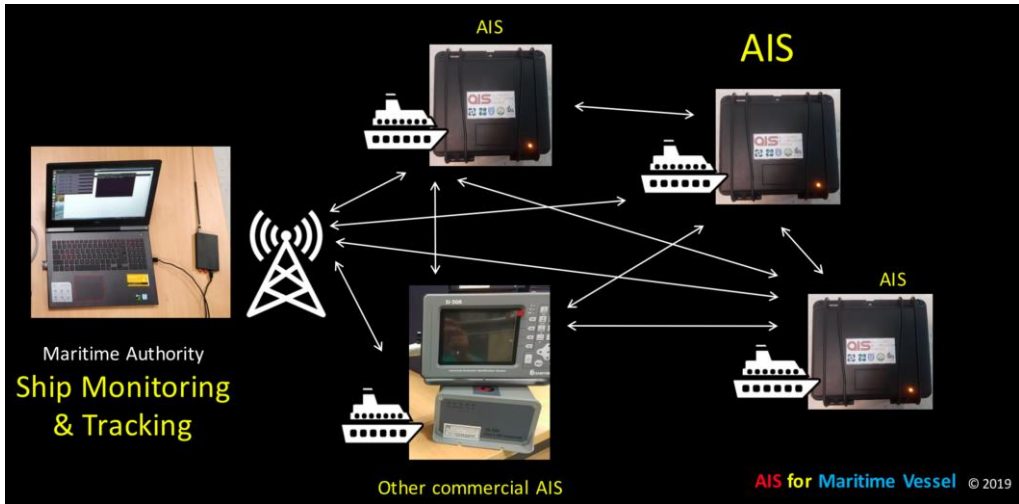 AIS
AIS
Maritime Authority
Ship Monitoring
& Tracking
AIS
Other commercial AIS
AIS for Maritime Vessel © 2019